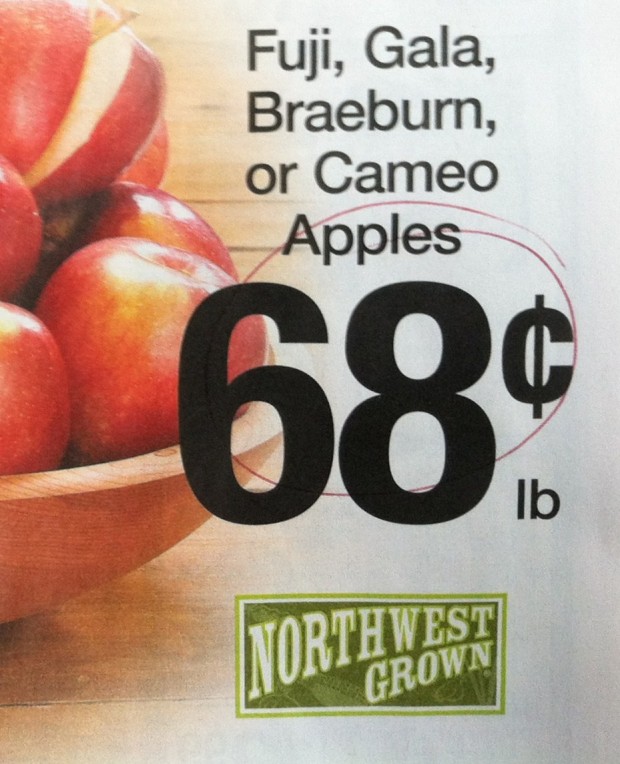 Fuji, Gala,
Braeburn,
or Cameo
Apples
68¢
lb
NORTHWEST
GROWN